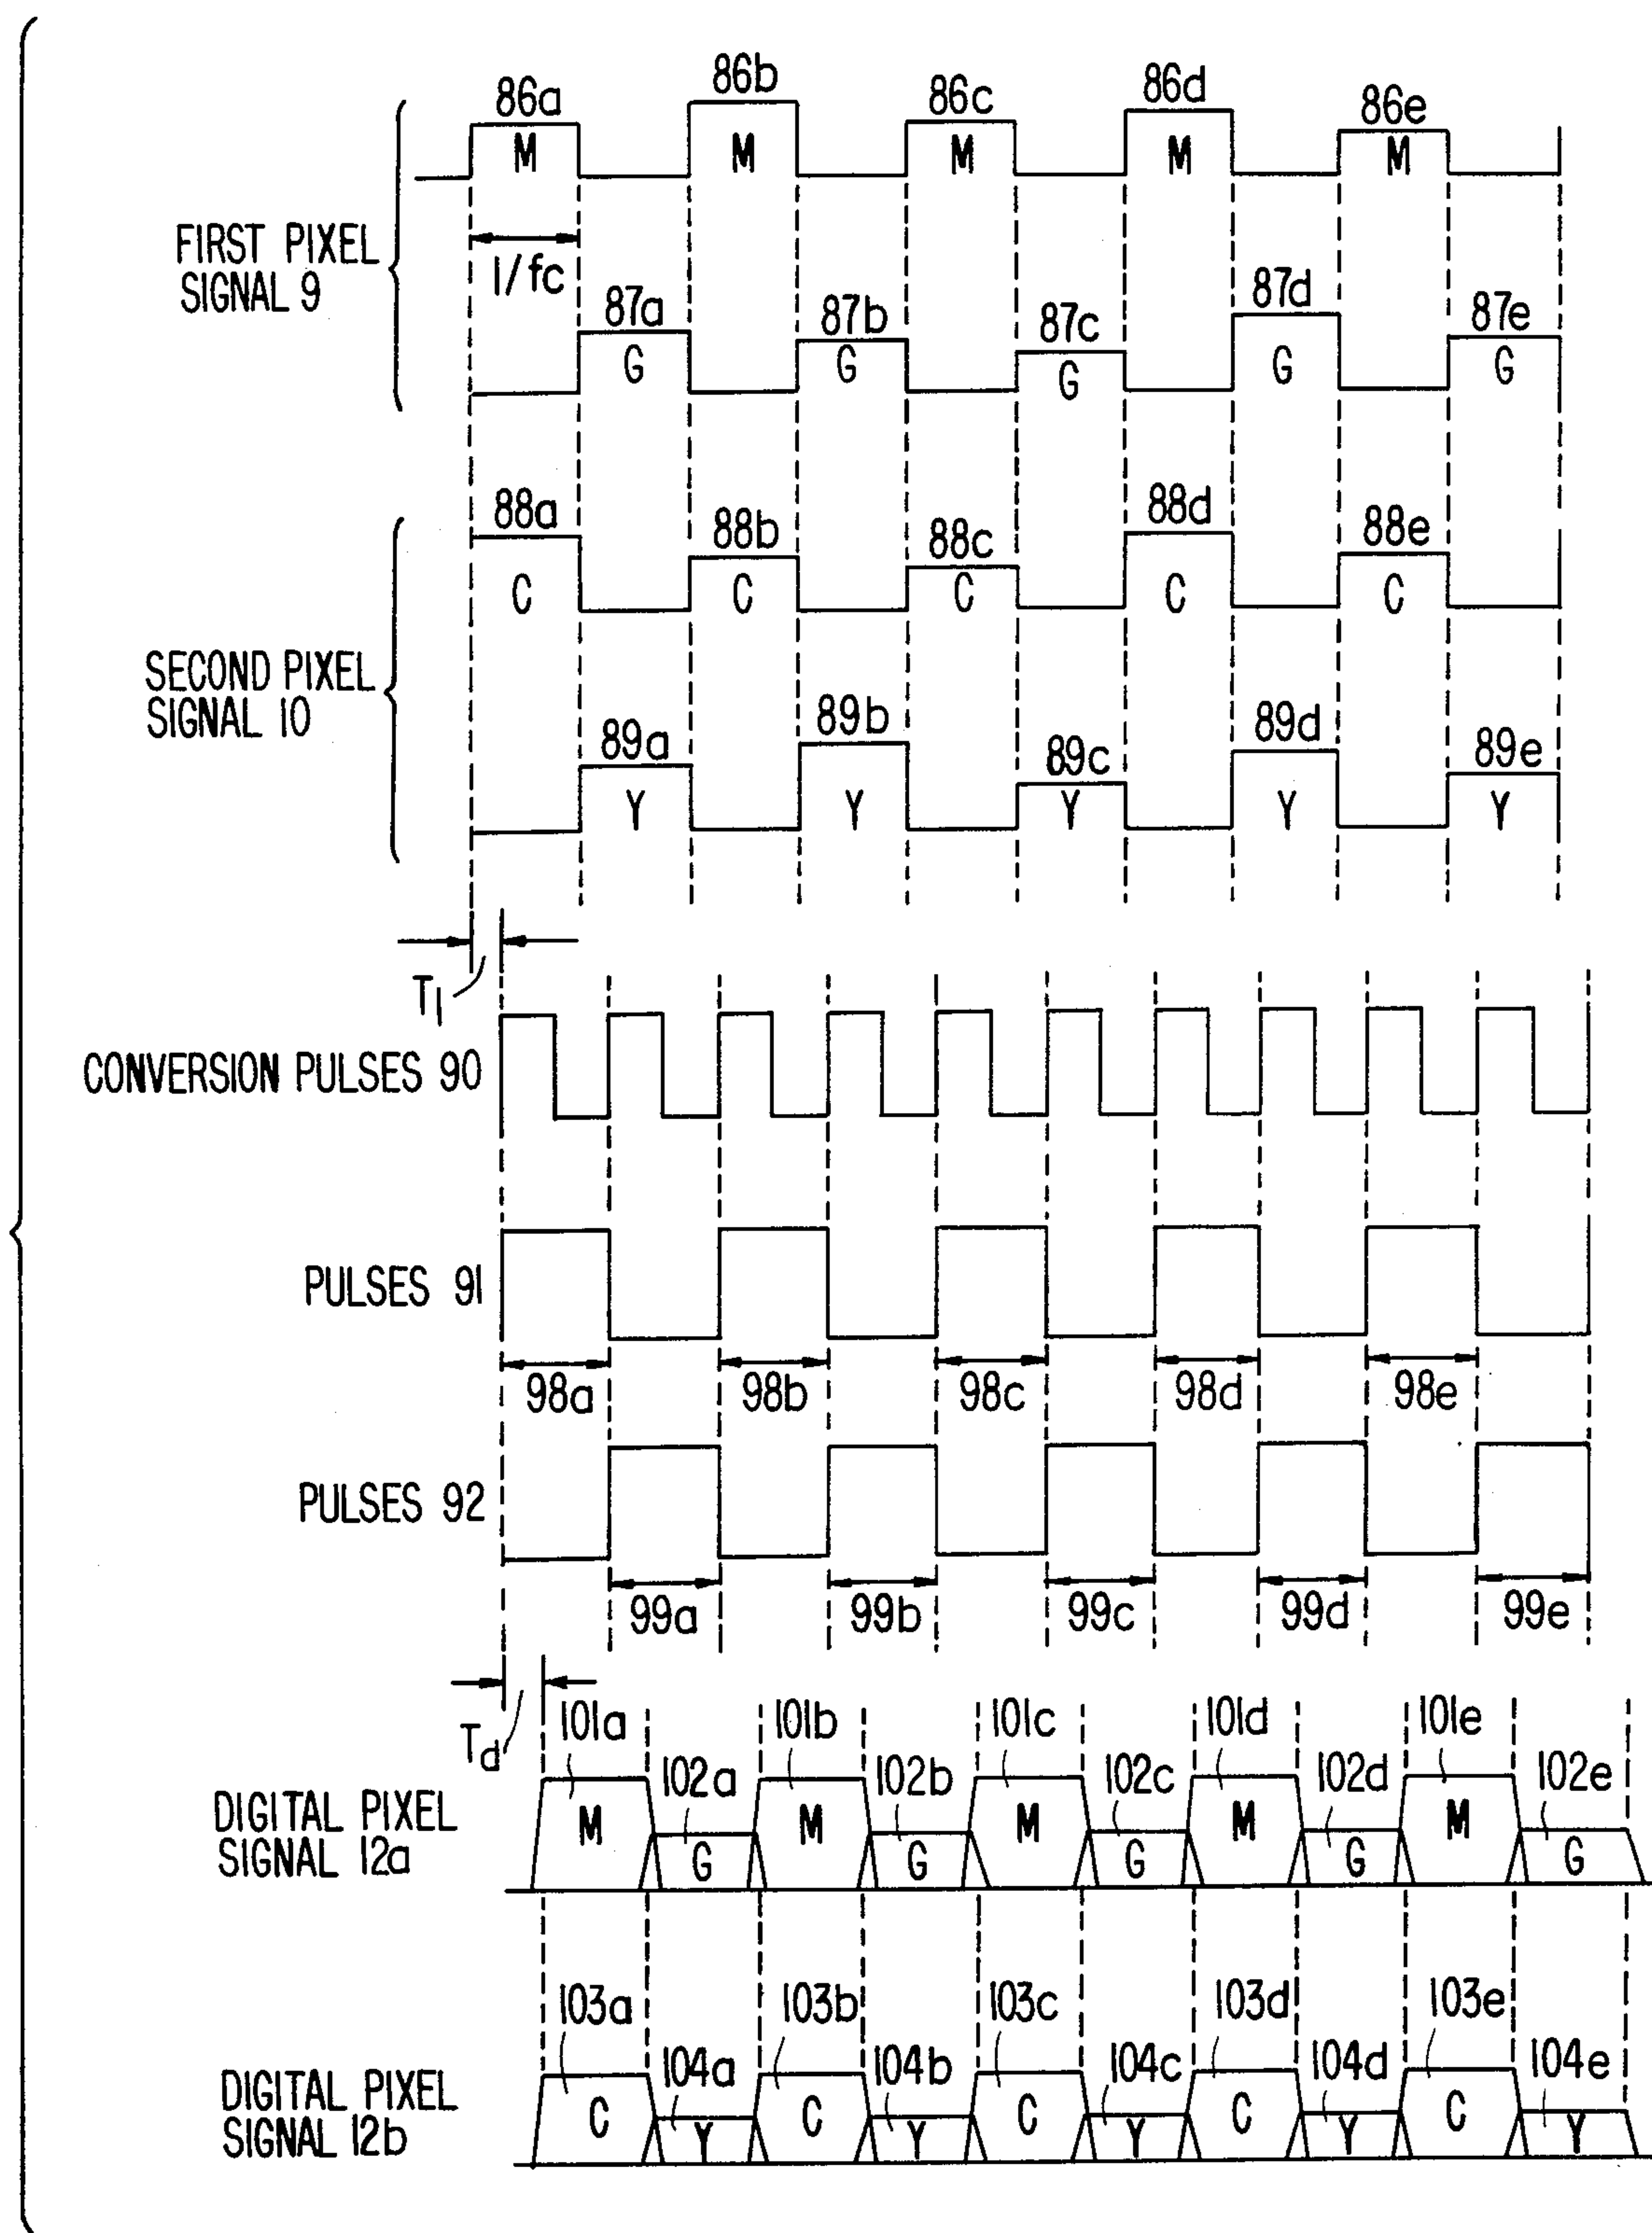 86a 86b 86c 86d 86e
M M M M M
FIRST PIXEL
SIGNAL 9
1/fc
87a 87b 87c 87d 87e
G G G G G
88a 88b 88c 88d 88e
C C C C C
SECOND PIXEL
SIGNAL 10
89a 89b 89c 89d 89e
Y Y Y Y Y
T1
CONVERSION PULSES 90
PULSES 91
98a 98b 98c 98d 98e
PULSES 92
99a 99b 99c 99d 99e
Td
101a 101b 101c 101d 101e
102a 102b 102c 102d 102e
DIGITAL PIXEL
SIGNAL 12a
M G M G M G M G M G
103a 103b 103c 103d 103e
104a 104b 104c 104d 104e
DIGITAL PIXEL
SIGNAL 12b
C Y C Y C Y C Y C Y